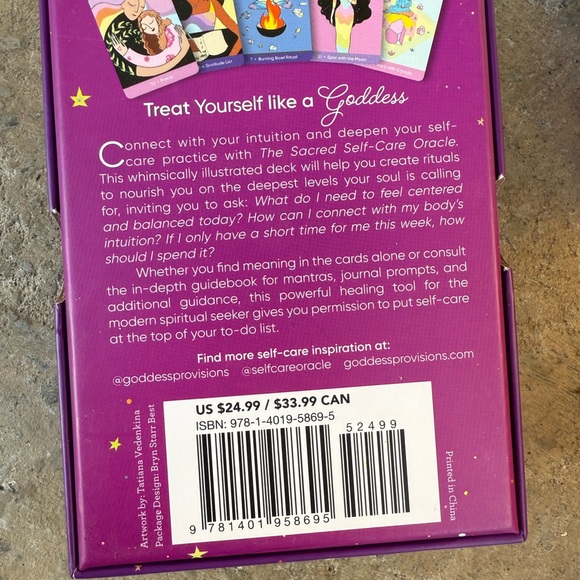 • Gratitude List
7 • Burning Bowl Ritual
Treat Yourself like a Goddess
Connect with your intuition and deepen your self-
care practice with The Sacred Self-Care Oracle.
This whimsically illustrated deck will help you create rituals
to nourish you on the deepest levels your soul is calling
for, inviting you to ask: What do I need to feel centered
and balanced today? How can I connect with my body's
intuition? If I only have a short time for me this week, how
should I spend it?
Whether you find meaning in the cards alone or consult
the in-depth guidebook for mantras, journal prompts, and
additional guidance, this powerful healing tool for the
modern spiritual seeker gives you permission to put self-care
at the top of your to-do list.
Find more self-care inspiration at:
@goddessprovisions @selfcareoracle goddessprovisions.com
US $24.99 / $33.99 CAN
ISBN: 978-1-4019-5869-5
52499
9 781401 958695
Artwork by: Tatiana Vedenkina
Package Design: Bryn Starr Best
Printed in China